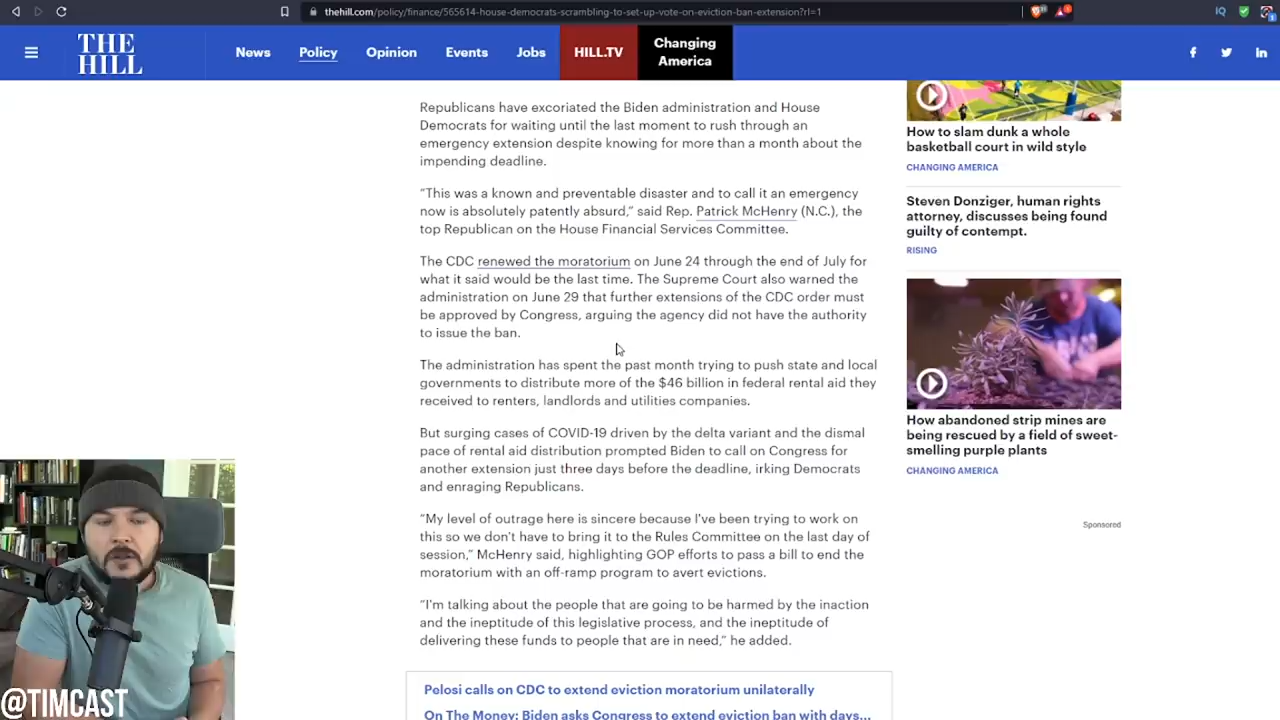 thehill.com/policy/finance/565614-house-democrats-scrambling-to-set-up-vote-on-eviction-ban-extension?rl=1
IQ
THE
HILL
News
Policy
Opinion
Events
Jobs
HILL.TV
Changing
America
Republicans have excoriated the Biden administration and House
Democrats for waiting until the last moment to rush through an
emergency extension despite knowing for more than a month about the
impending deadline.
“This was a known and preventable disaster and to call it an emergency
now is absolutely patently absurd,” said Rep. Patrick McHenry (N.C.), the
top Republican on the House Financial Services Committee.
The CDC renewed the moratorium on June 24 through the end of July for
what it said would be the last time. The Supreme Court also warned the
administration on June 29 that further extensions of the CDC order must
be approved by Congress, arguing the agency did not have the authority
to issue the ban.
The administration has spent the past month trying to push state and local
governments to distribute more of the $46 billion in federal rental aid they
received to renters, landlords and utilities companies.
But surging cases of COVID-19 driven by the delta variant and the dismal
pace of rental aid distribution prompted Biden to call on Congress for
another extension just three days before the deadline, irking Democrats
and enraging Republicans.
“My level of outrage here is sincere because I've been trying to work on
this so we don't have to bring it to the Rules Committee on the last day of
session,” McHenry said, highlighting GOP efforts to pass a bill to end the
moratorium with an off-ramp program to avert evictions.
“I'm talking about the people that are going to be harmed by the inaction
and the ineptitude of this legislative process, and the ineptitude of
delivering these funds to people that are in need,” he added.
Pelosi calls on CDC to extend eviction moratorium unilaterally
On The Money: Biden asks Congress to extend eviction ban with days...
How to slam dunk a whole
basketball court in wild style
CHANGING AMERICA
Steven Donziger, human rights
attorney, discusses being found
guilty of contempt.
RISING
How abandoned strip mines are
being rescued by a field of sweet-
smelling purple plants
CHANGING AMERICA
Sponsored
@TIMCAST